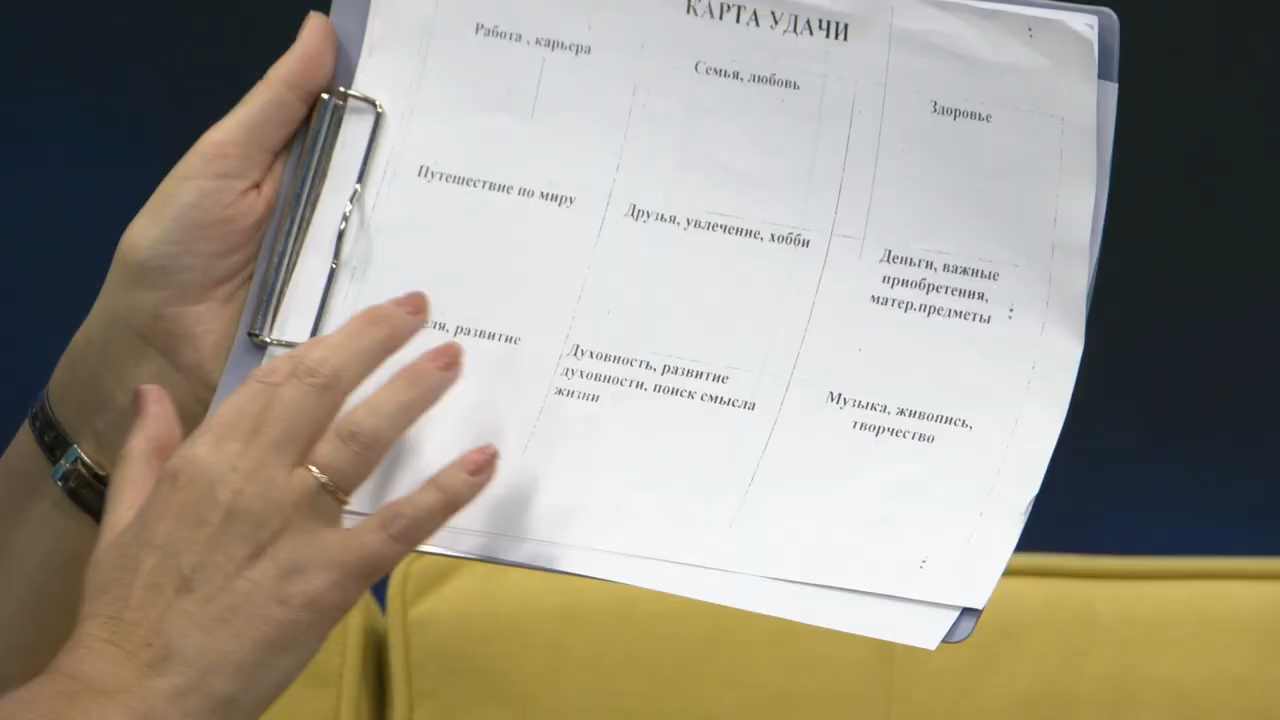 КАРТА УДАЧИ
Работа , карьера
Семья, любовь
Здоровье
Путешествие по миру
Друзья, увлечение, хобби
Деньги, важные
приобретения,
матер.предметы
развитие
Духовность, развитие
духовности, поиск смысла
жизни
Музыка, живопись,
творчество